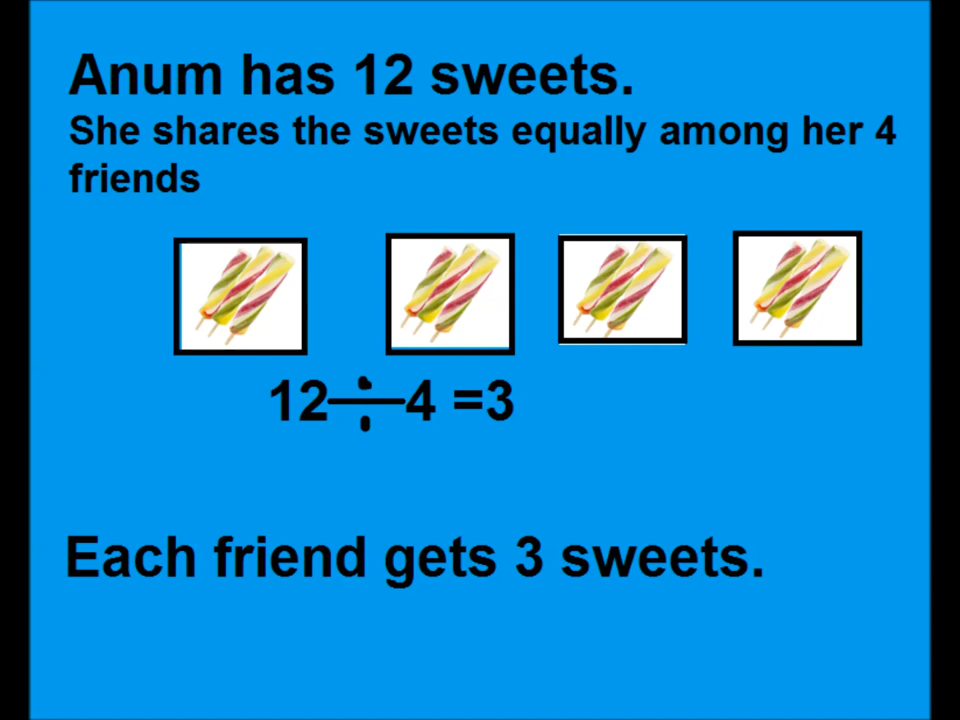 Anum has 12 sweets.
She shares the sweets equally among her 4
friends
12÷4 =3
Each friend gets 3 sweets.